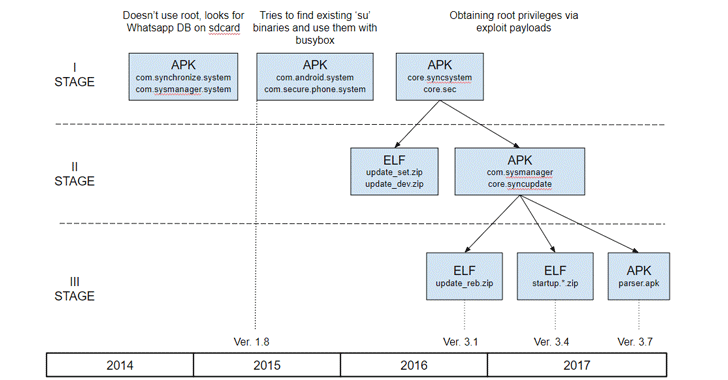 Doesn't use root, looks for
Whatsapp DB on sdcard
Tries to find existing 'su'
binaries and use them with
busybox
Obtaining root privileges via
exploit payloads
I
STAGE
APK
com.synchronize.system
com.sysmanager.system
APK
com.android.system
com.secure.phone.system
APK
core.syncsystem
core.sec
II
STAGE
ELF
update_set.zip
update_dev.zip
APK
com.sysmanager
core.syncupdate
III
STAGE
ELF
update_reb.zip
ELF
startup.*.zip
APK
parser.apk
Ver. 1.8
Ver. 3.1
Ver. 3.4
Ver. 3.7
2014
2015
2016
2017